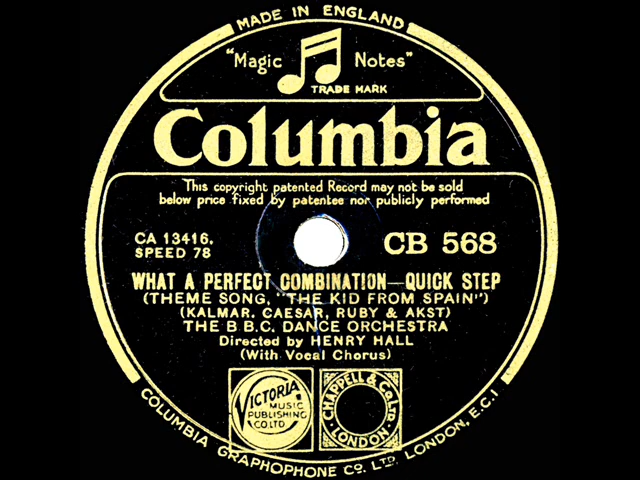 MADE IN ENGLAND
"Magic Notes"
TRADE MARK
Columbia
This copyright patented Record may not be sold
below price fixed by patentee nor publicly performed
CA 13416.
SPEED 78
CB 568
WHAT A PERFECT COMBINATION—QUICK STEP
(THEME SONG, "THE KID FROM SPAIN")
(KALMAR, CAESAR, RUBY & AKST)
THE B.B.C. DANCE ORCHESTRA
Directed by HENRY HALL
(With Vocal Chorus)
VICTORIA
MUSIC
PUBLISHING
CO. LTD
CHAPPELL & Co. LTD.
LONDON.
COLUMBIA GRAPHOPHONE Co. LTD. LONDON, E.C.1